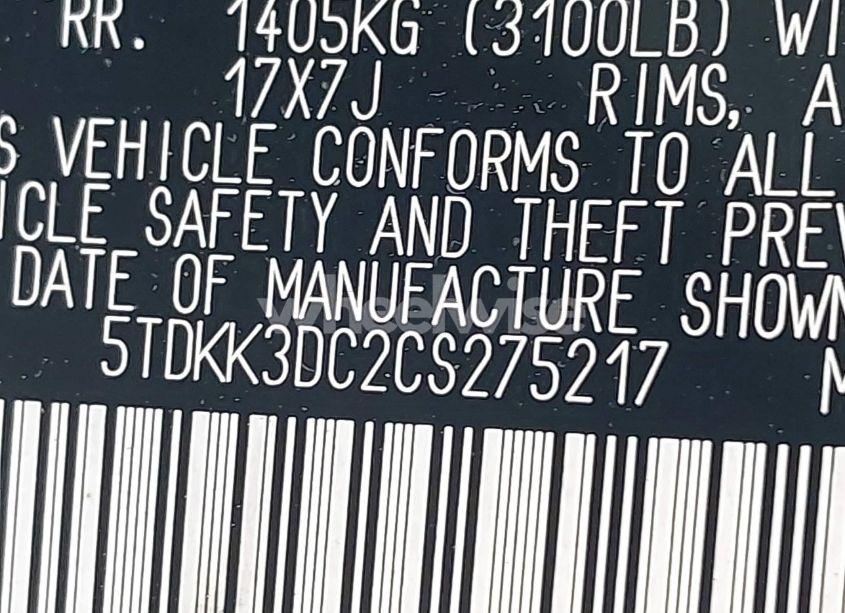 RR. 1405KG (3100LB) WI
17X7J RIMS, A
S VEHICLE CONFORMS TO ALL
ICLE SAFETY AND THEFT PREV
DATE OF MANUFACTURE SHOWN
wheelwise
5TDKK3DC2CS275217 M